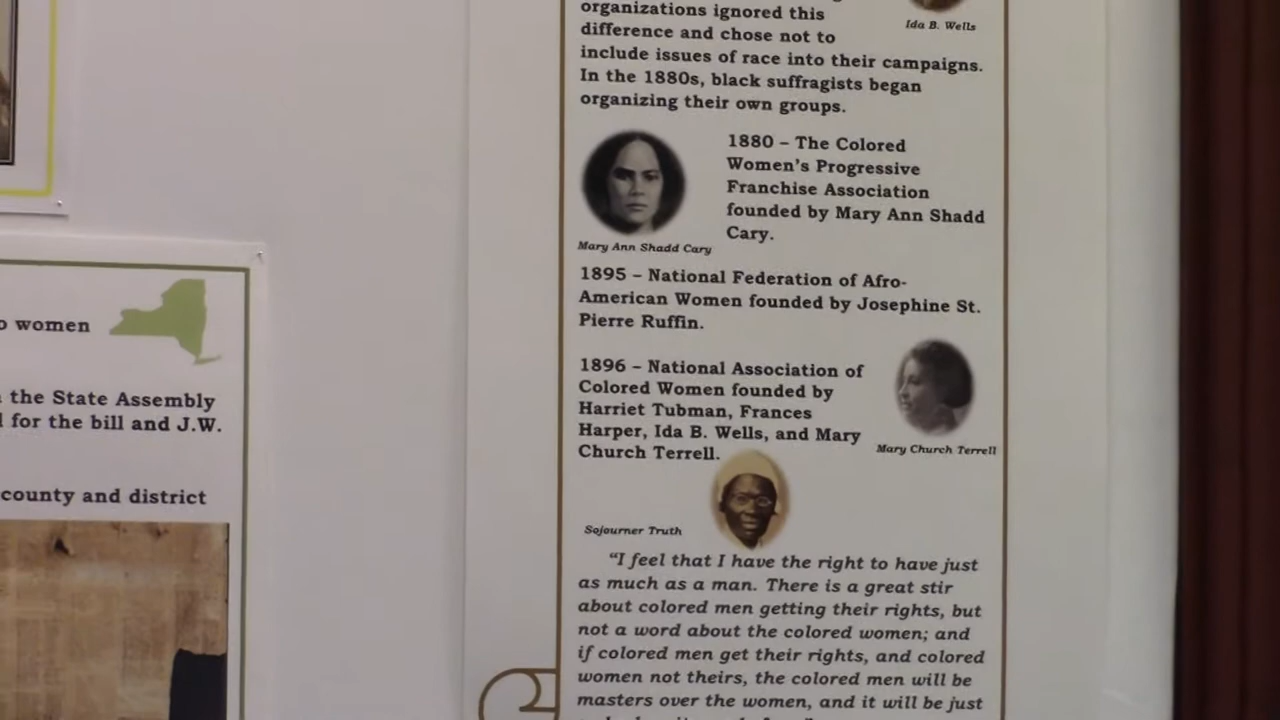 organizations ignored this
Ida B. Wells
difference and chose not to
include issues of race into their campaigns.
In the 1880s, black suffragists began
organizing their own groups.
1880 – The Colored
Women's Progressive
Franchise Association
founded by Mary Ann Shadd
Cary.
Mary Ann Shadd Cary
1895 – National Federation of Afro-
American Women founded by Josephine St.
Pierre Ruffin.
1896 – National Association of
Colored Women founded by
Harriet Tubman, Frances
Harper, Ida B. Wells, and Mary
Church Terrell.
Mary Church Terrell
Sojourner Truth
"I feel that I have the right to have just
as much as a man. There is a great stir
about colored men getting their rights, but
not a word about the colored women; and
if colored men get their rights, and colored
women not theirs, the colored men will be
masters over the women, and it will be just
women
the State Assembly
for the bill and J.W.
county and district